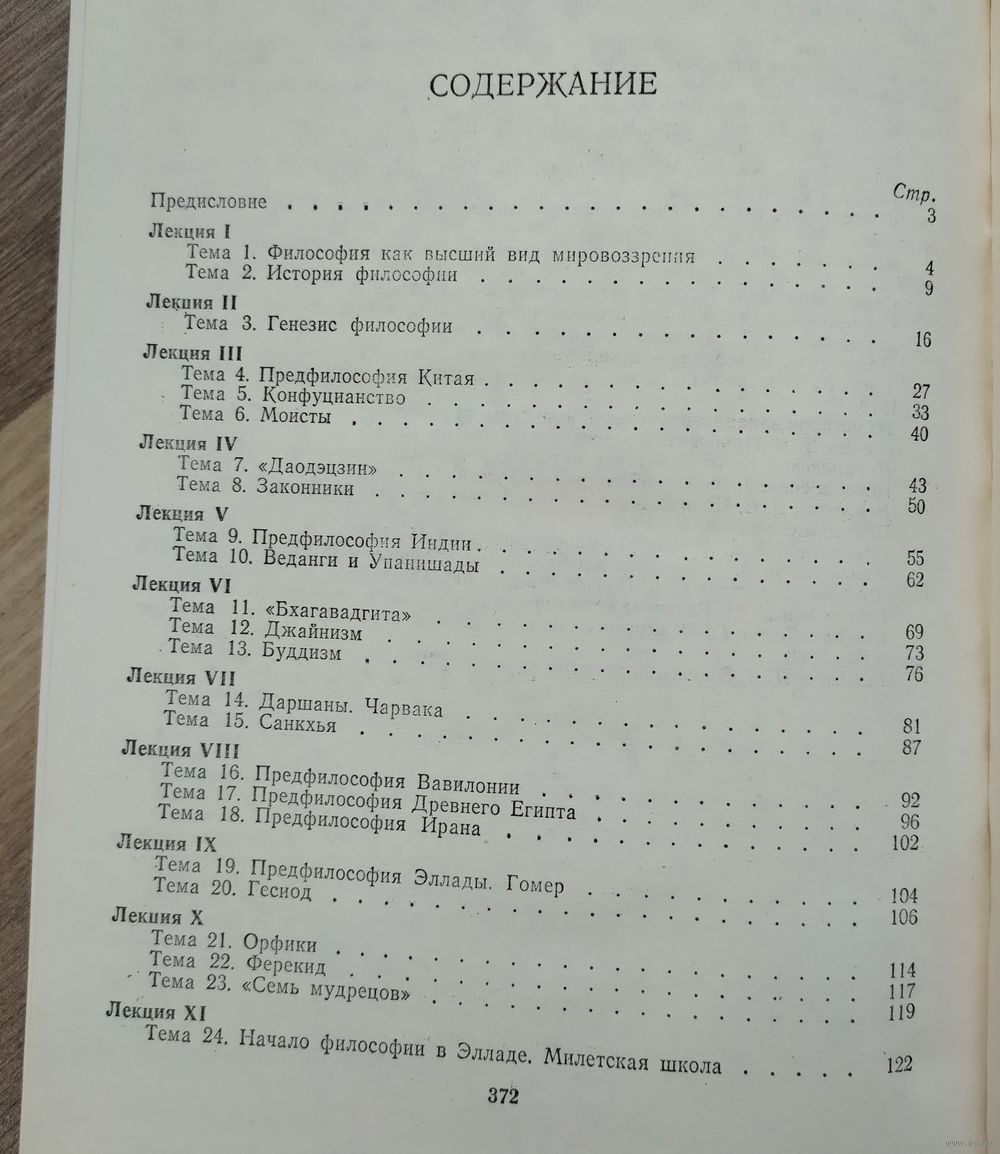 СОДЕРЖАНИЕ
Стр.
Предисловие . . . . . . . . . . . . . . . . . . . . . . . 3
Лекция I
Тема 1. Философия как высший вид мировоззрения . . . . . . . 4
Тема 2. История философии . . . . . . . . . . . . . . . . 9
Лекция II
Тема 3. Генезис философии . . . . . . . . . . . . . . . 16
Лекция III
Тема 4. Предфилософия Китая . . . . . . . . . . . . . . . 27
Тема 5. Конфуцианство . . . . . . . . . . . . . . . . . 33
Тема 6. Моисты . . . . . . . . . . . . . . . . . . . . 40
Лекция IV
Тема 7. «Даодэцзин» . . . . . . . . . . . . . . . . . . 43
Тема 8. Законники . . . . . . . . . . . . . . . . . . . 50
Лекция V
Тема 9. Предфилософия Индии . . . . . . . . . . . . . . . 55
Тема 10. Веданги и Упанишады . . . . . . . . . . . . . . 62
Лекция VI
Тема 11. «Бхагавадгита» . . . . . . . . . . . . . . . . 69
Тема 12. Джайнизм . . . . . . . . . . . . . . . . . . . 73
Тема 13. Буддизм . . . . . . . . . . . . . . . . . . . 76
Лекция VII
Тема 14. Даршаны. Чарвака . . . . . . . . . . . . . . . 81
Тема 15. Санкхья . . . . . . . . . . . . . . . . . . . 87
Лекция VIII
Тема 16. Предфилософия Вавилонии . . . . . . . . . . . . 92
Тема 17. Предфилософия Древнего Египта . . . . . . . . . . 96
Тема 18. Предфилософия Ирана . . . . . . . . . . . . . . 102
Лекция IX
Тема 19. Предфилософия Эллады. Гомер . . . . . . . . . . . 104
Тема 20. Гесиод . . . . . . . . . . . . . . . . . . . . 106
Лекция X
Тема 21. Орфики . . . . . . . . . . . . . . . . . . . . 114
Тема 22. Ферекид . . . . . . . . . . . . . . . . . . . 117
Тема 23. «Семь мудрецов» . . . . . . . . . . . . . . . . 119
Лекция XI
Тема 24. Начало философии в Элладе. Милетская школа . . . . . 122
372